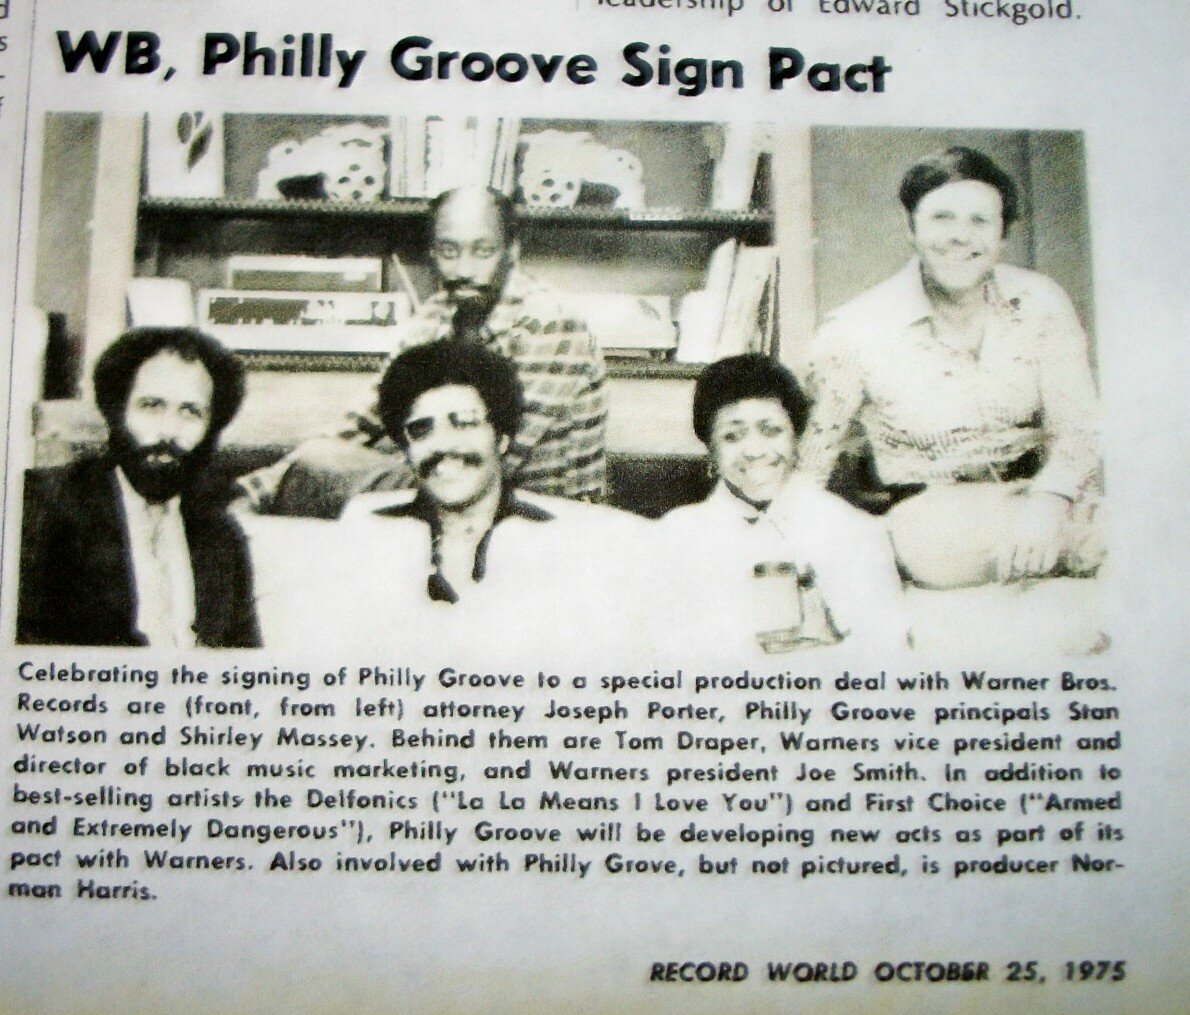 leadership of Edward Stickgold.
WB, Philly Groove Sign Pact
Celebrating the signing of Philly Groove to a special production deal with Warner Bros.
Records are (front, from left) attorney Joseph Porter, Philly Groove principals Stan
Watson and Shirley Massey. Behind them are Tom Draper, Warners vice president and
director of black music marketing, and Warners president Joe Smith. In addition to
best-selling artists the Delfonics ("La La Means I Love You") and First Choice ("Armed
and Extremely Dangerous"), Philly Groove will be developing new acts as part of its
pact with Warners. Also involved with Philly Grove, but not pictured, is producer Nor-
man Harris.
RECORD WORLD OCTOBER 25, 1975